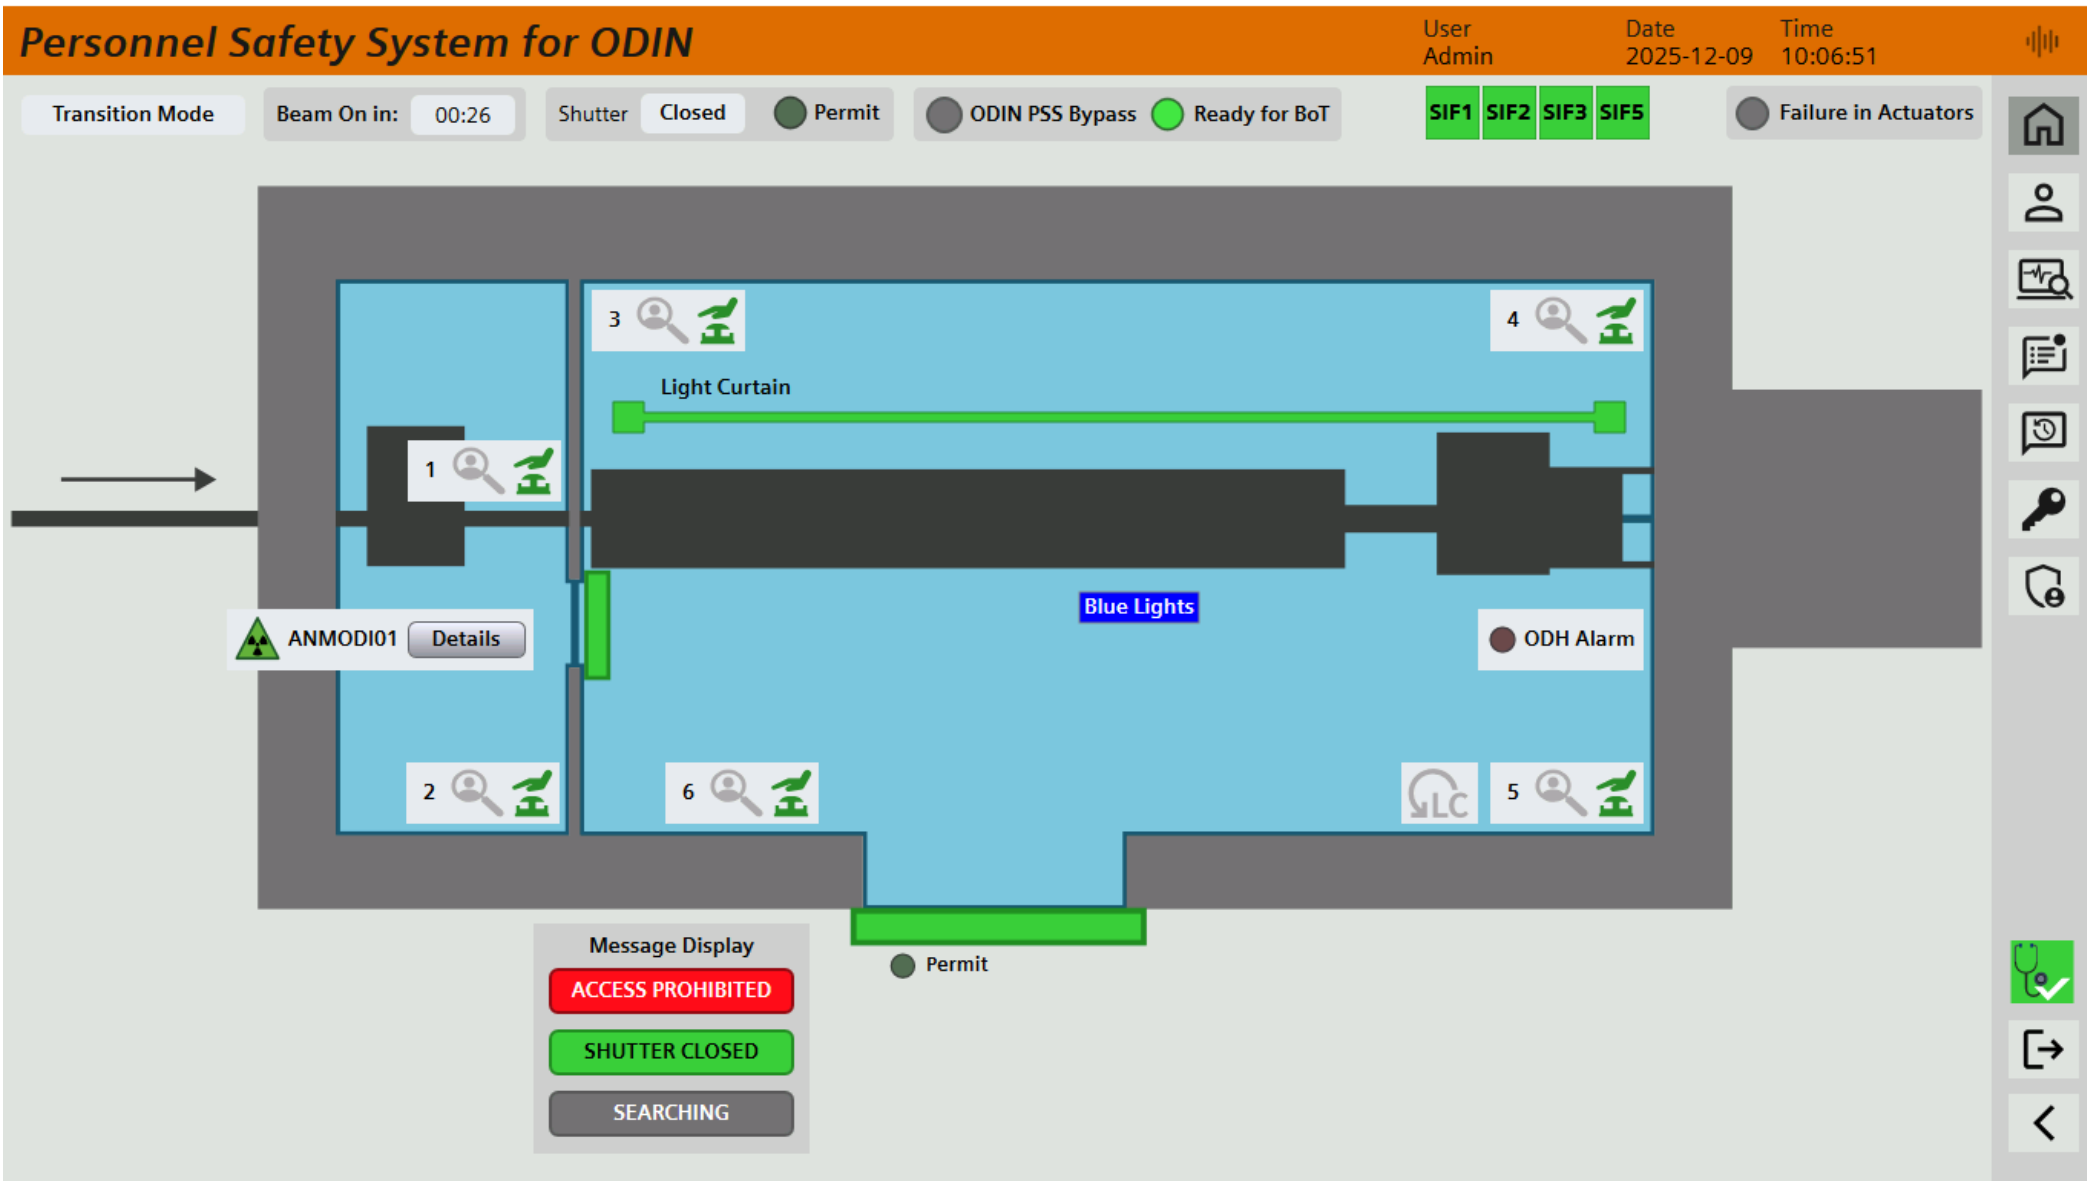 Personnel Safety System for ODIN
User
Admin
Date
2025-12-09
Time
10:06:51
Transition Mode
Beam On in: 00:26
Shutter Closed Permit
ODIN PSS Bypass Ready for BoT
SIF1 SIF2 SIF3 SIF5
Failure in Actuators
3
4
Light Curtain
1
Blue Lights
ANMODI01 Details
ODH Alarm
2
6
LC
5
Permit
Message Display
ACCESS PROHIBITED
SHUTTER CLOSED
SEARCHING